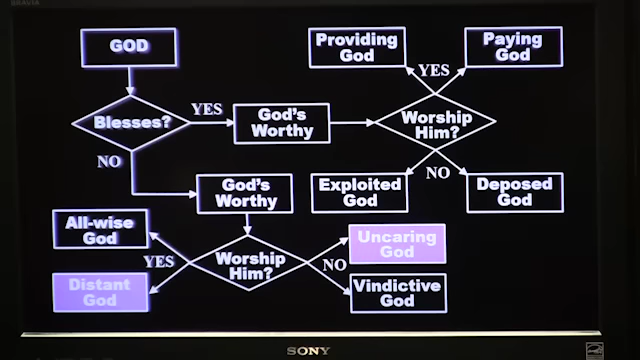 BRAVIA
GOD
Providing
God
Paying
God
YES
Blesses?
YES
God's
Worthy
Worship
Him?
NO
NO
God's
Worthy
Exploited
God
Deposed
God
All-wise
God
Uncaring
God
YES
Worship
Him?
NO
Distant
God
Vindictive
God
SONY